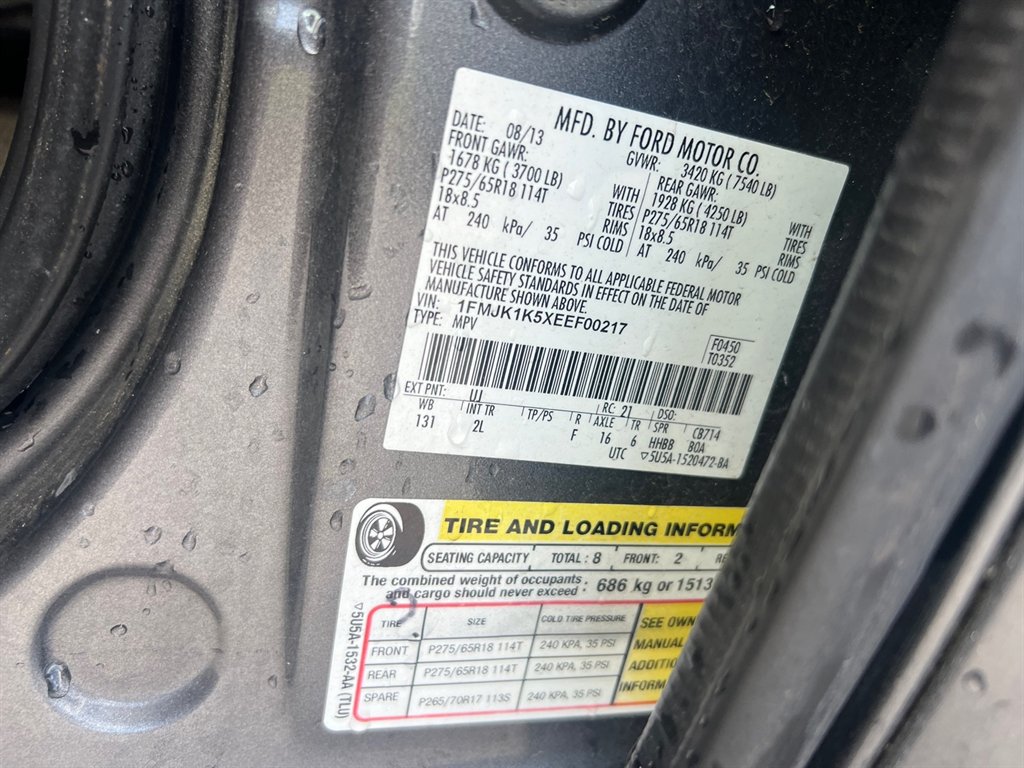 MFD. BY FORD MOTOR CO.
DATE: 08/13 GVWR: 3420 KG ( 7540 LB)
FRONT GAWR: REAR GAWR:
1678 KG ( 3700 LB) WITH 1928 KG ( 4250 LB) WITH
P275/65R18 114T TIRES P275/65R18 114T TIRES
18x8.5 RIMS 18x8.5 RIMS
AT 240 kPa/ 35 PSI COLD AT 240 kPa/ 35 PSI COLD
THIS VEHICLE CONFORMS TO ALL APPLICABLE FEDERAL MOTOR
VEHICLE SAFETY STANDARDS IN EFFECT ON THE DATE OF
MANUFACTURE SHOWN ABOVE.
VIN: 1FMJK1K5XEEF00217
TYPE: MPV
F0450
T0352
EXT PNT: UJ RC: 21 DSO:
WB INT TR TP/PS R AXLE TR SPR CB714
131 2L F 16 6 HHBB BOA
UTC ▽5U5A-1520472-BA
TIRE AND LOADING INFORM
SEATING CAPACITY TOTAL : 8 FRONT: 2 RE
The combined weight of occupants
and cargo should never exceed : 686 kg or 1513
TIRE SIZE COLD TIRE PRESSURE SEE OWN
FRONT P275/65R18 114T 240 KPA, 35 PSI MANUAL
REAR P275/65R18 114T 240 KPA, 35 PSI ADDITIO
SPARE P265/70R17 113S 240 KPA, 35 PSI INFORM
▽5U5A-1532-AA (TLU)